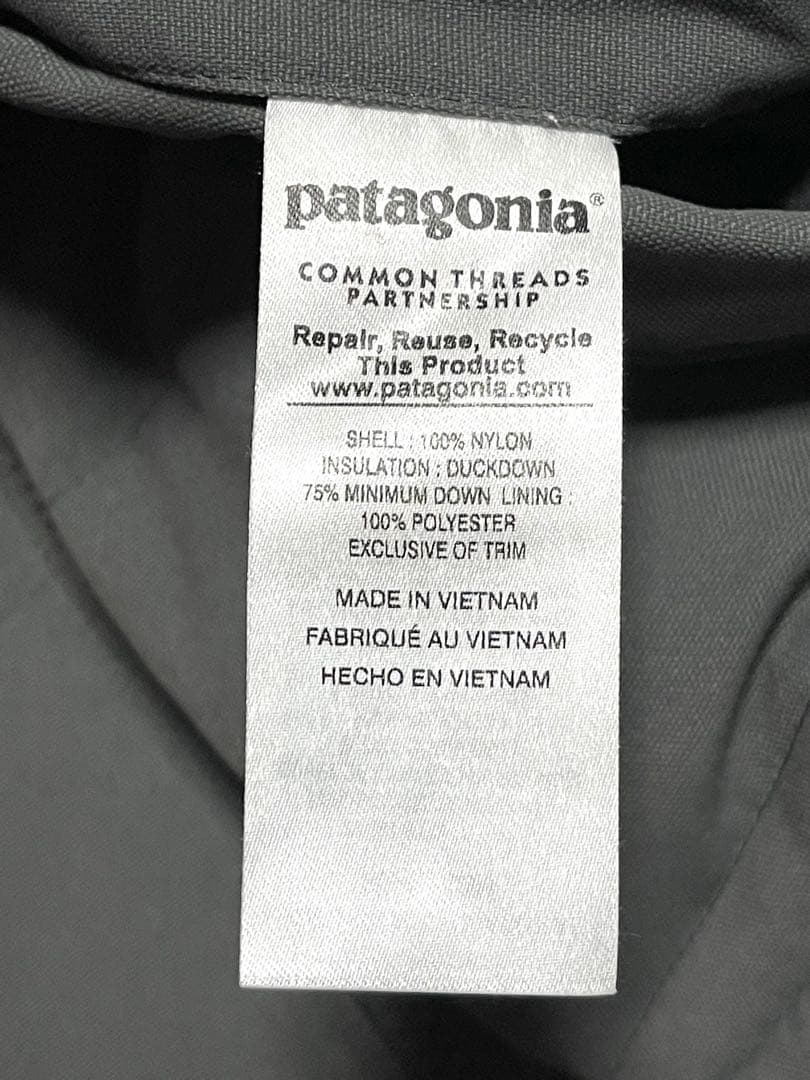 patagonia®
COMMON THREADS
PARTNERSHIP
Repair, Reuse, Recycle
This Product
www.patagonia.com
SHELL : 100% NYLON
INSULATION : DUCKDOWN
75% MINIMUM DOWN LINING :
100% POLYESTER
EXCLUSIVE OF TRIM
MADE IN VIETNAM
FABRIQUÉ AU VIETNAM
HECHO EN VIETNAM